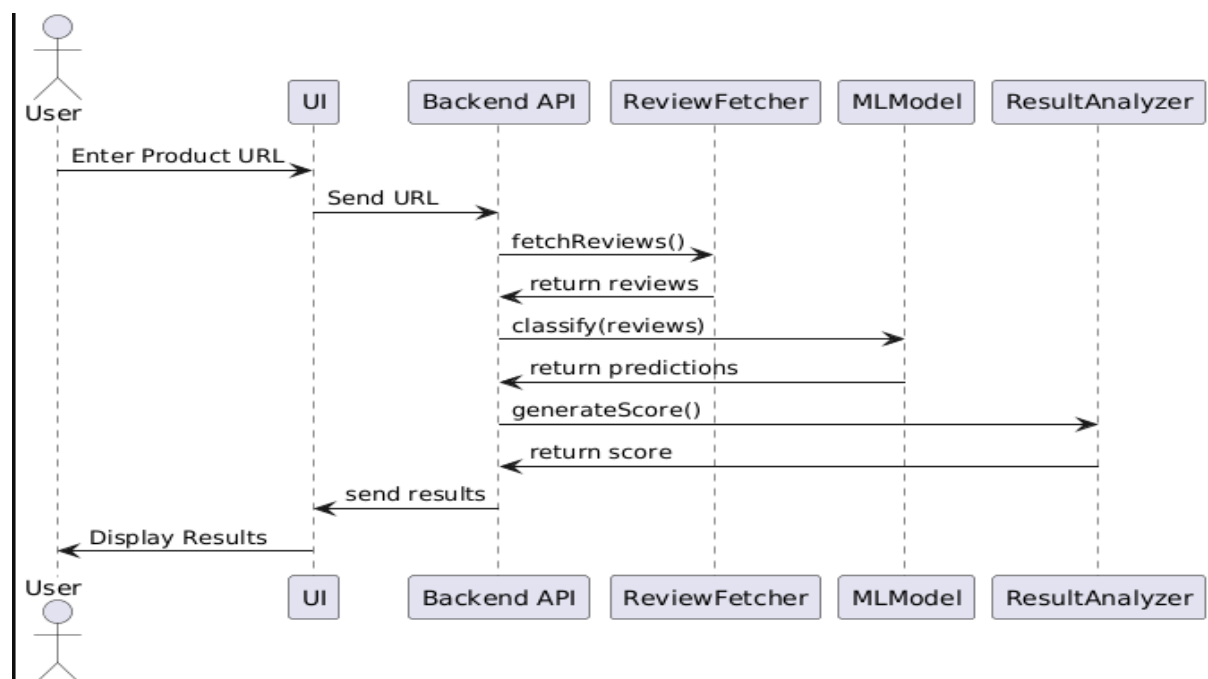 User
UI
Backend API
ReviewFetcher
MLModel
ResultAnalyzer
Enter Product URL
Send URL
fetchReviews()
return reviews
classify(reviews)
return predictions
generateScore()
return score
send results
Display Results
User
UI
Backend API
ReviewFetcher
MLModel
ResultAnalyzer